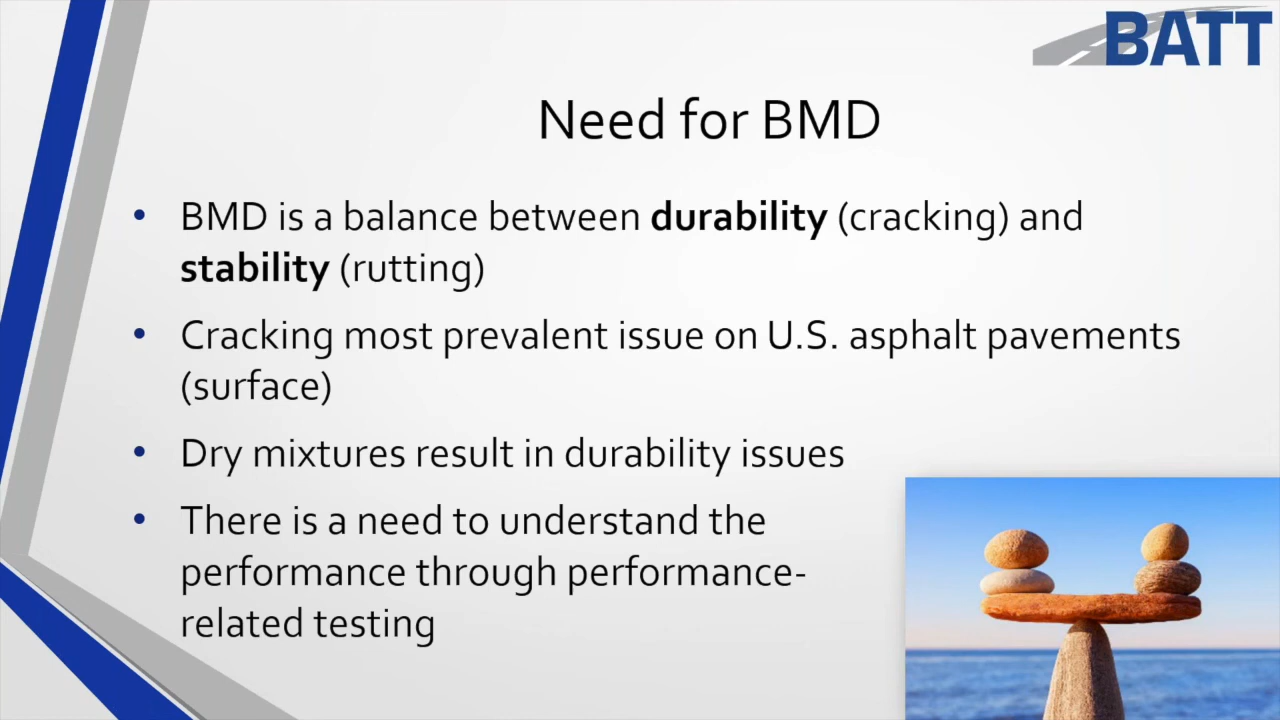 BATT
Need for BMD
• BMD is a balance between durability (cracking) and
stability (rutting)
• Cracking most prevalent issue on U.S. asphalt pavements
(surface)
• Dry mixtures result in durability issues
• There is a need to understand the
performance through performance-
related testing